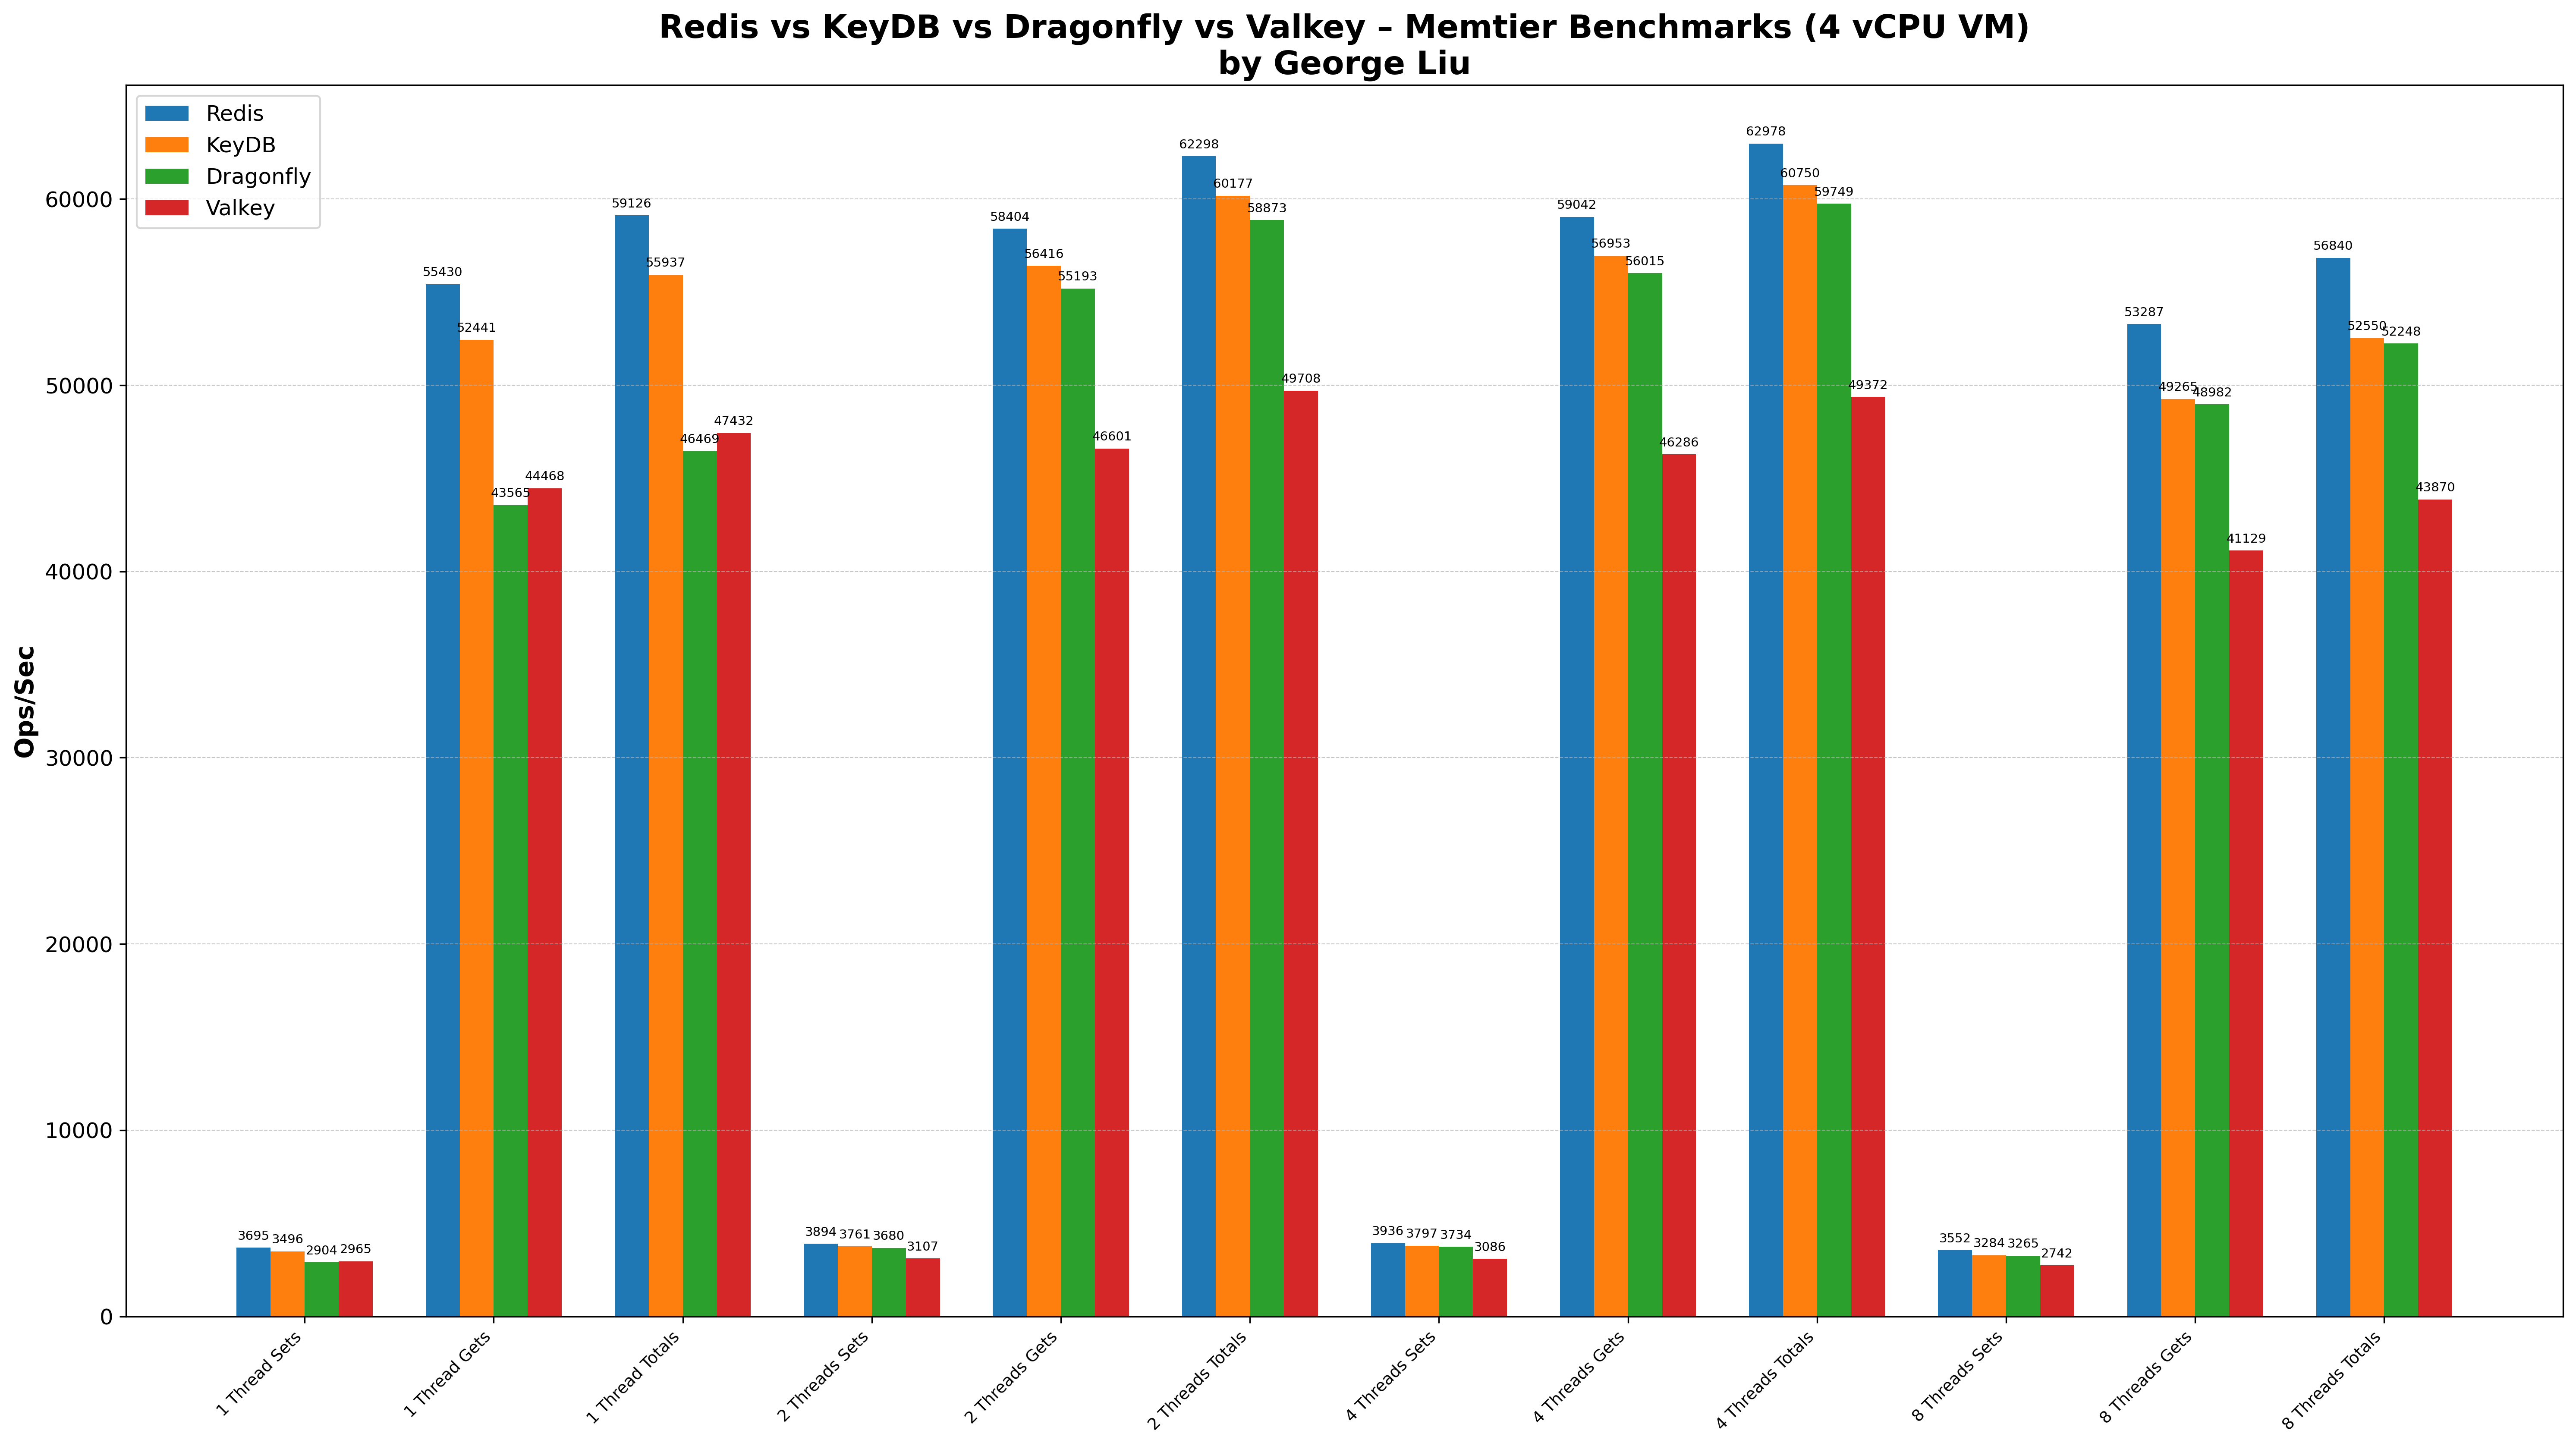 Redis vs KeyDB vs Dragonfly vs Valkey – Memtier Benchmarks (4 vCPU VM)
by George Liu
Redis
KeyDB
Dragonfly
Valkey
Ops/Sec
60000
50000
40000
30000
20000
10000
0
3695 3496 2904 2965
55430 52441 43565 44468
59126 55937 46469 47432
3894 3761 3680 3107
58404 56416 55193 46601
62298 60177 58873 49708
3936 3797 3734 3086
59042 56953 56015 46286
62978 60750 59749 49372
3552 3284 3265 2742
53287 49265 48982 41129
56840 52550 52248 43870
1 Thread Sets
1 Thread Gets
1 Thread Totals
2 Threads Sets
2 Threads Gets
2 Threads Totals
4 Threads Sets
4 Threads Gets
4 Threads Totals
8 Threads Sets
8 Threads Gets
8 Threads Totals